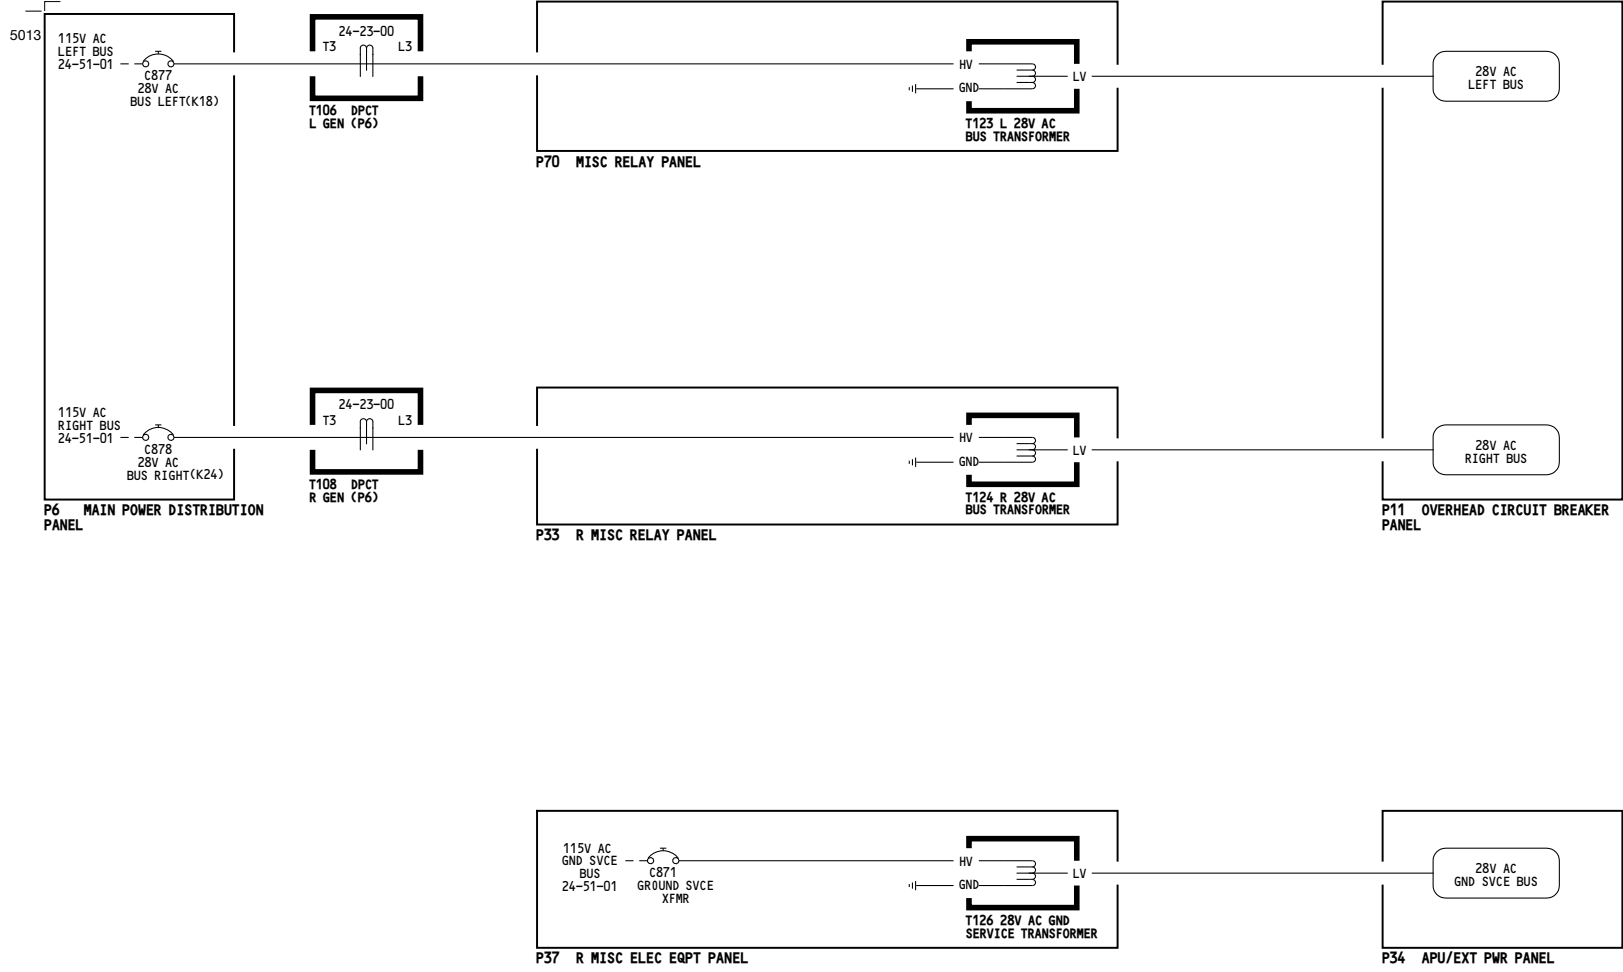 5013
115V AC
LEFT BUS
24-51-01
C877
28V AC
BUS LEFT(K18)
24-23-00
T3 L3
T106 DPCT
L GEN (P6)
HV
GND
LV
T123 L 28V AC
BUS TRANSFORMER
P70 MISC RELAY PANEL
28V AC
LEFT BUS
115V AC
RIGHT BUS
24-51-01
C878
28V AC
BUS RIGHT(K24)
P6 MAIN POWER DISTRIBUTION
PANEL
24-23-00
T3 L3
T108 DPCT
R GEN (P6)
HV
GND
LV
T124 R 28V AC
BUS TRANSFORMER
P33 R MISC RELAY PANEL
28V AC
RIGHT BUS
P11 OVERHEAD CIRCUIT BREAKER
PANEL
115V AC
GND SVCE
BUS
24-51-01
C871
GROUND SVCE
XFMR
HV
GND
LV
T126 28V AC GND
SERVICE TRANSFORMER
P37 R MISC ELEC EQPT PANEL
28V AC
GND SVCE BUS
P34 APU/EXT PWR PANEL